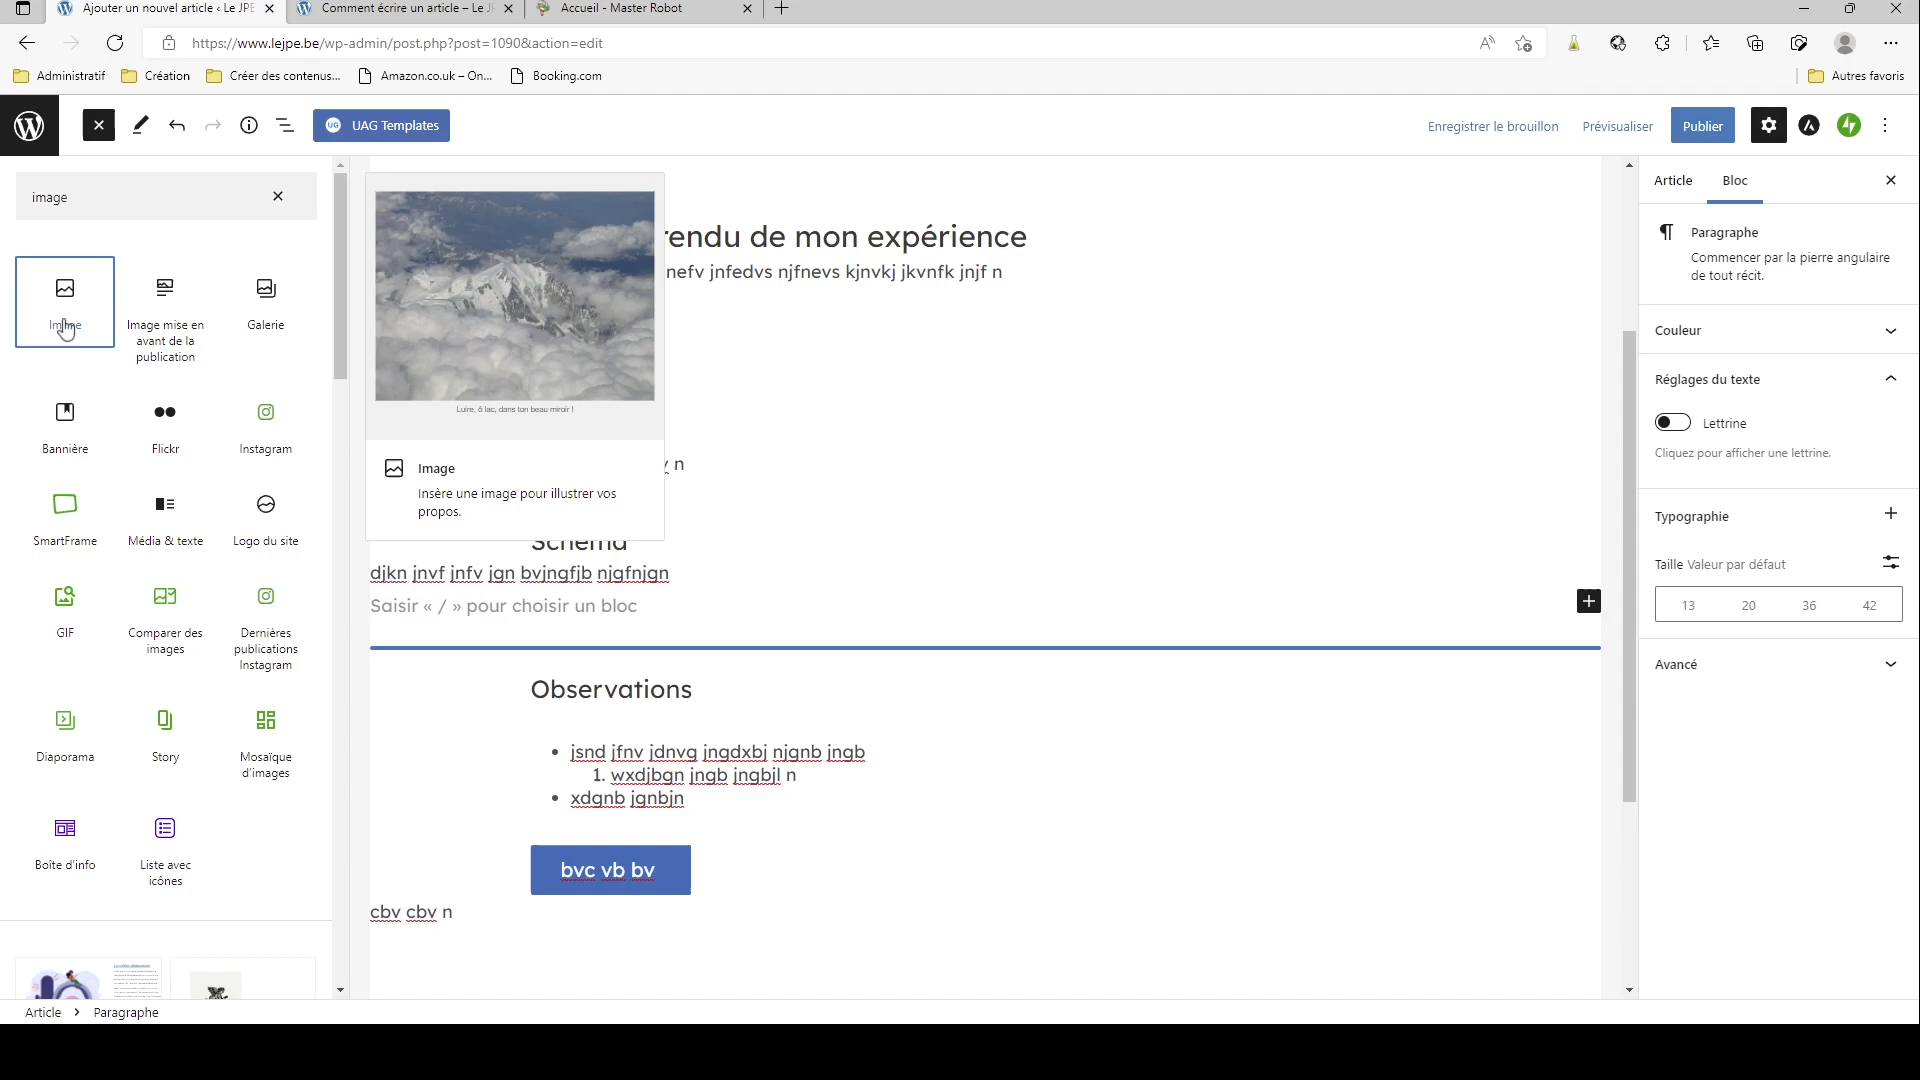 Ajouter un nouvel article ‹ Le JPE
Comment écrire un article – Le JE
Accueil - Master Robot
https://www.lejpe.be/wp-admin/post.php?post=1090&action=edit
Administratif
Création
Créer des contenus...
Amazon.co.uk – On...
Booking.com
Autres favoris
UAG Templates
Enregistrer le brouillon
Prévisualiser
Publier
image
Image
Image mise en
avant de la
publication
Galerie
Bannière
Flickr
Instagram
SmartFrame
Média & texte
Logo du site
GIF
Comparer des
images
Dernières
publications
Instagram
Diaporama
Story
Mosaïque
d'images
Boîte d'info
Liste avec
icônes
Luire, ô lac, dans ton beau miroir !
Image
Insère une image pour illustrer vos
propos.
rendu de mon expérience
nefv jnfedvs njfnevs kjnvkj jkvnfk jnjf n
n
Schéma
djkn jnvf jnfv jgn bvjngfjb njgfnjgn
Saisir « / » pour choisir un bloc
Observations
• jsnd jfnv jdnvg jngdxbj njgnb jngb
1. wxdjbgn jngb jngbjl n
• xdgnb jgnbjn
bvc vb bv
cbv cbv n
Article
Bloc
Paragraphe
Commencer par la pierre angulaire
de tout récit.
Couleur
Réglages du texte
Lettrine
Cliquez pour afficher une lettrine.
Typographie
Taille Valeur par défaut
13 20 36 42
Avancé
Article > Paragraphe